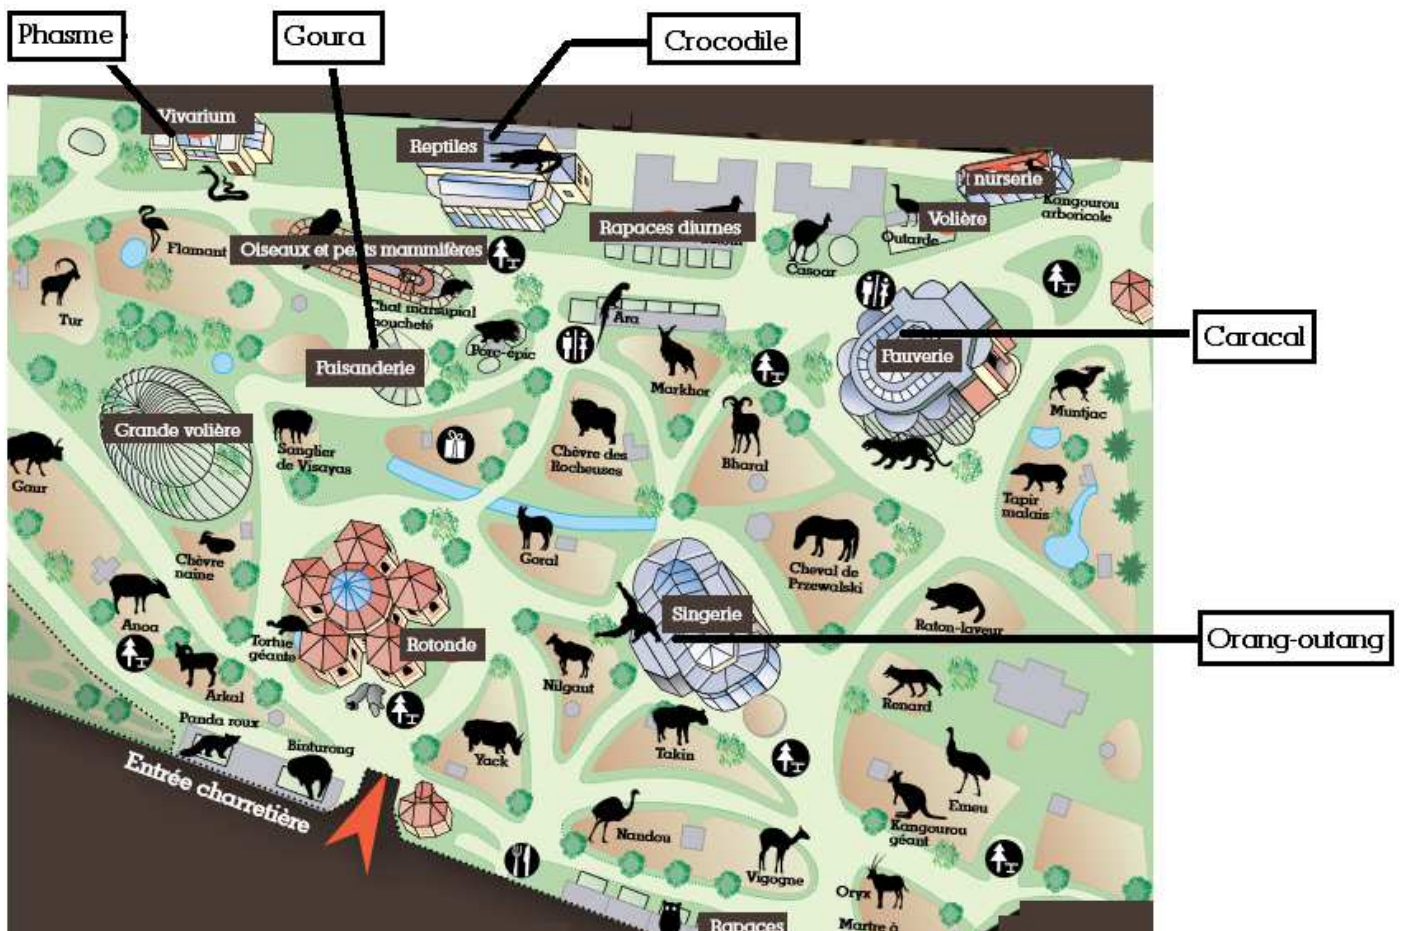 Phasme
Goura
Crocodile
Vivarium
Reptiles
nurserie
Kangourou
arboricole
Rapaces diurnes
Volière
Outarde
Casoar
Flamant
Oiseaux et petits mammifères
Tur
Chat marsupial
moucheté
Ara
Porc-épic
Caracal
Faisanderie
Fauverie
Markhor
Muntjac
Grande volière
Sanglier
de Visayas
Chèvre des
Rocheuses
Bharal
Gaur
Tapir
malais
Chèvre
naine
Goral
Cheval de
Przewalski
Anoa
Singerie
Raton-laveur
Orang-outang
Tortue
géante
Rotonde
Nilgaut
Arkal
Renard
Panda roux
Binturong
Yack
Takin
Entrée charretière
Emeu
Nandou
Kangourou
géant
Vigogne
Oryx
Rapaces
Martre à